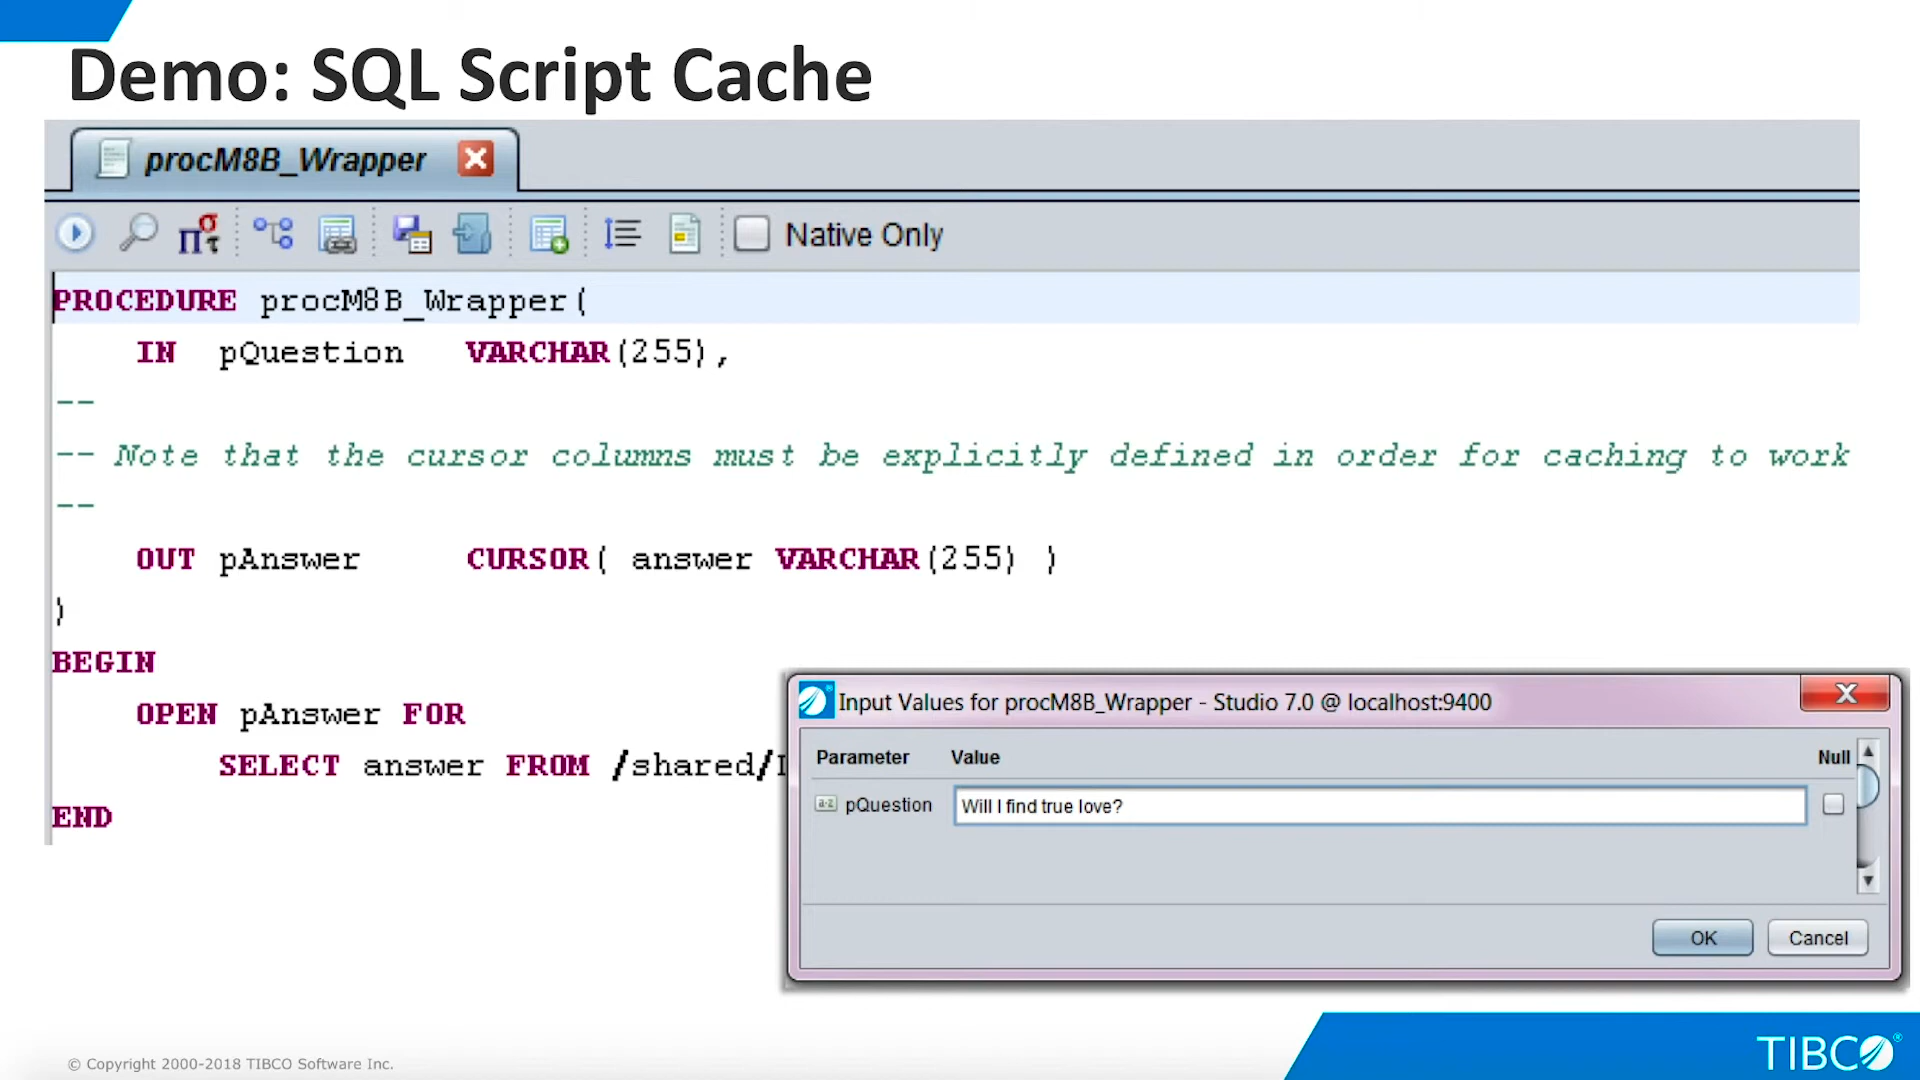 Demo: SQL Script Cache
procM8B_Wrapper
Native Only
PROCEDURE procM8B_Wrapper(
IN pQuestion VARCHAR(255),
--
-- Note that the cursor columns must be explicitly defined in order for caching to work
--
OUT pAnswer CURSOR( answer VARCHAR(255) )
)
BEGIN
OPEN pAnswer FOR
SELECT answer FROM /shared/
END
Input Values for procM8B_Wrapper - Studio 7.0 @ localhost:9400
Parameter Value Null
pQuestion Will I find true love?
OK Cancel
© Copyright 2000-2018 TIBCO Software Inc.
TIBCO